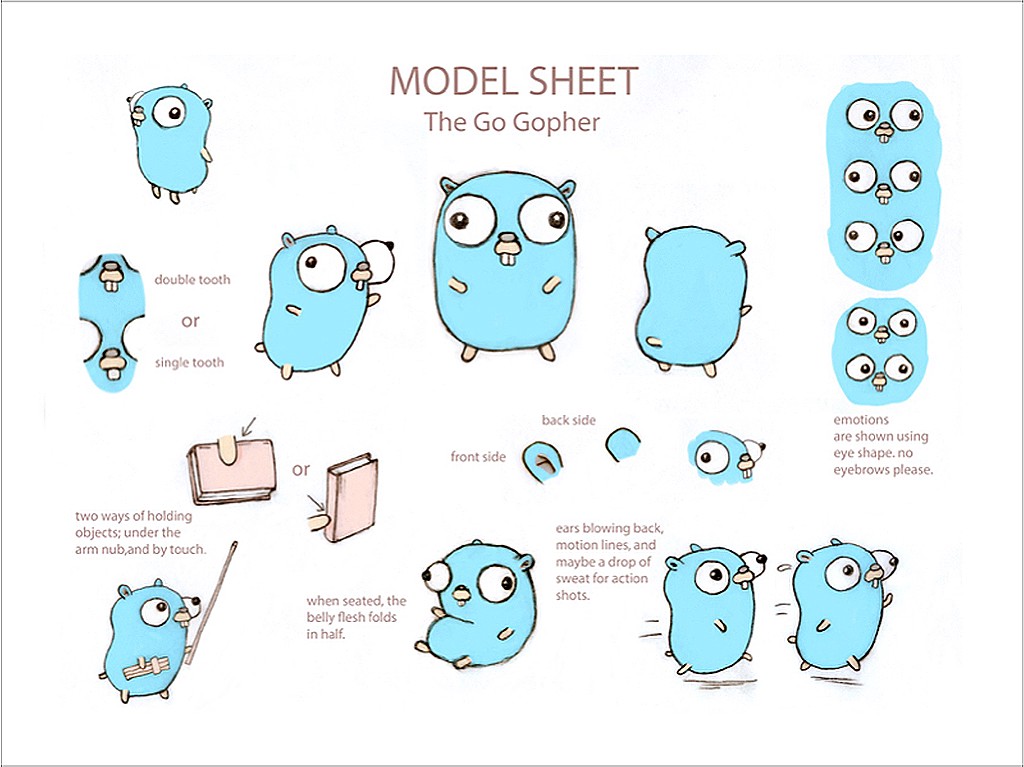 MODEL SHEET
The Go Gopher
double tooth
or
single tooth
emotions
are shown using
eye shape. no
eyebrows please.
back side
front side
or
two ways of holding
objects; under the
arm nub,and by touch.
when seated, the
belly flesh folds
in half.
ears blowing back,
motion lines, and
maybe a drop of
sweat for action
shots.